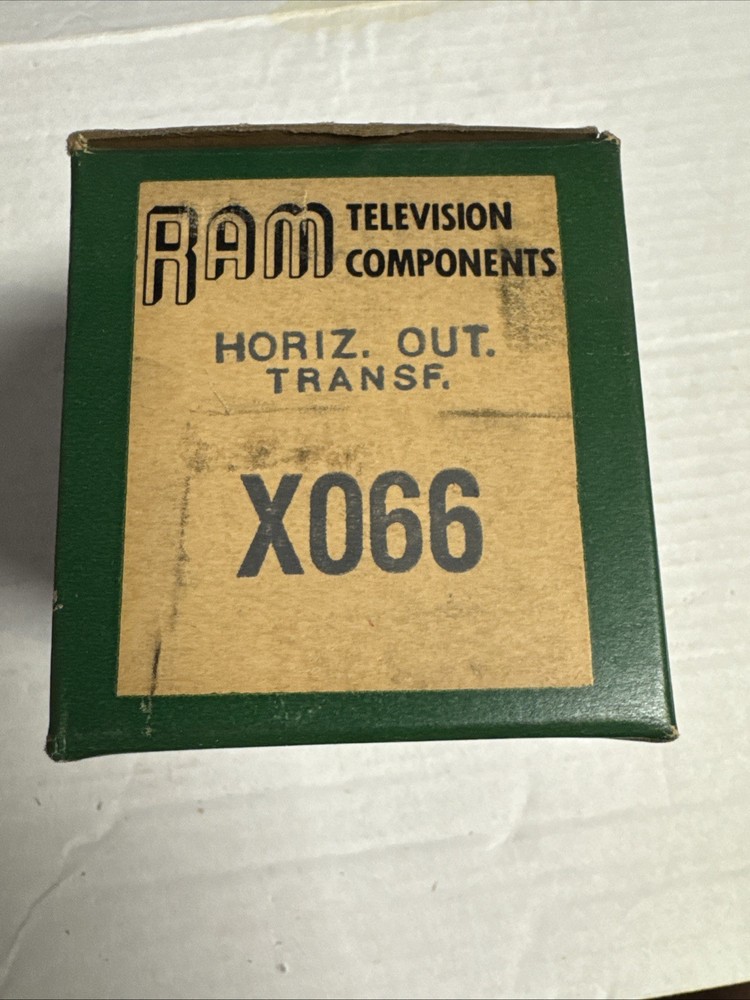 RAM TELEVISION
COMPONENTS
HORIZ. OUT.
TRANSF.
X066